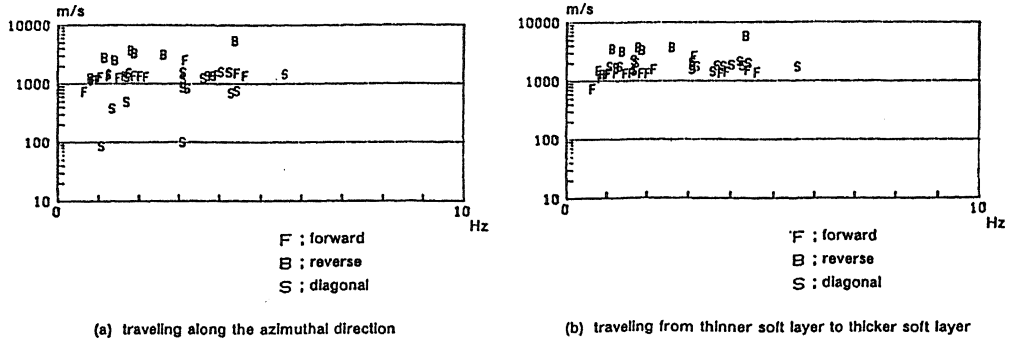 m/s
10000
1000
100
10
0
10
Hz
F ; forward
B ; reverse
S ; diagonal
(a) traveling along the azimuthal direction
m/s
10000
1000
100
10
0
10
Hz
F ; forward
B ; reverse
S ; diagonal
(b) traveling from thinner soft layer to thicker soft layer